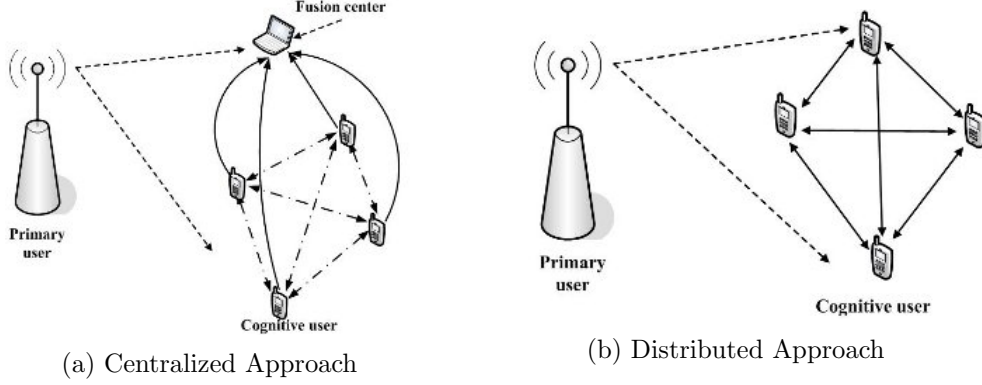 Fusion center
Primary
user
Cognitive user
(a) Centralized Approach
Primary
user
Cognitive user
(b) Distributed Approach